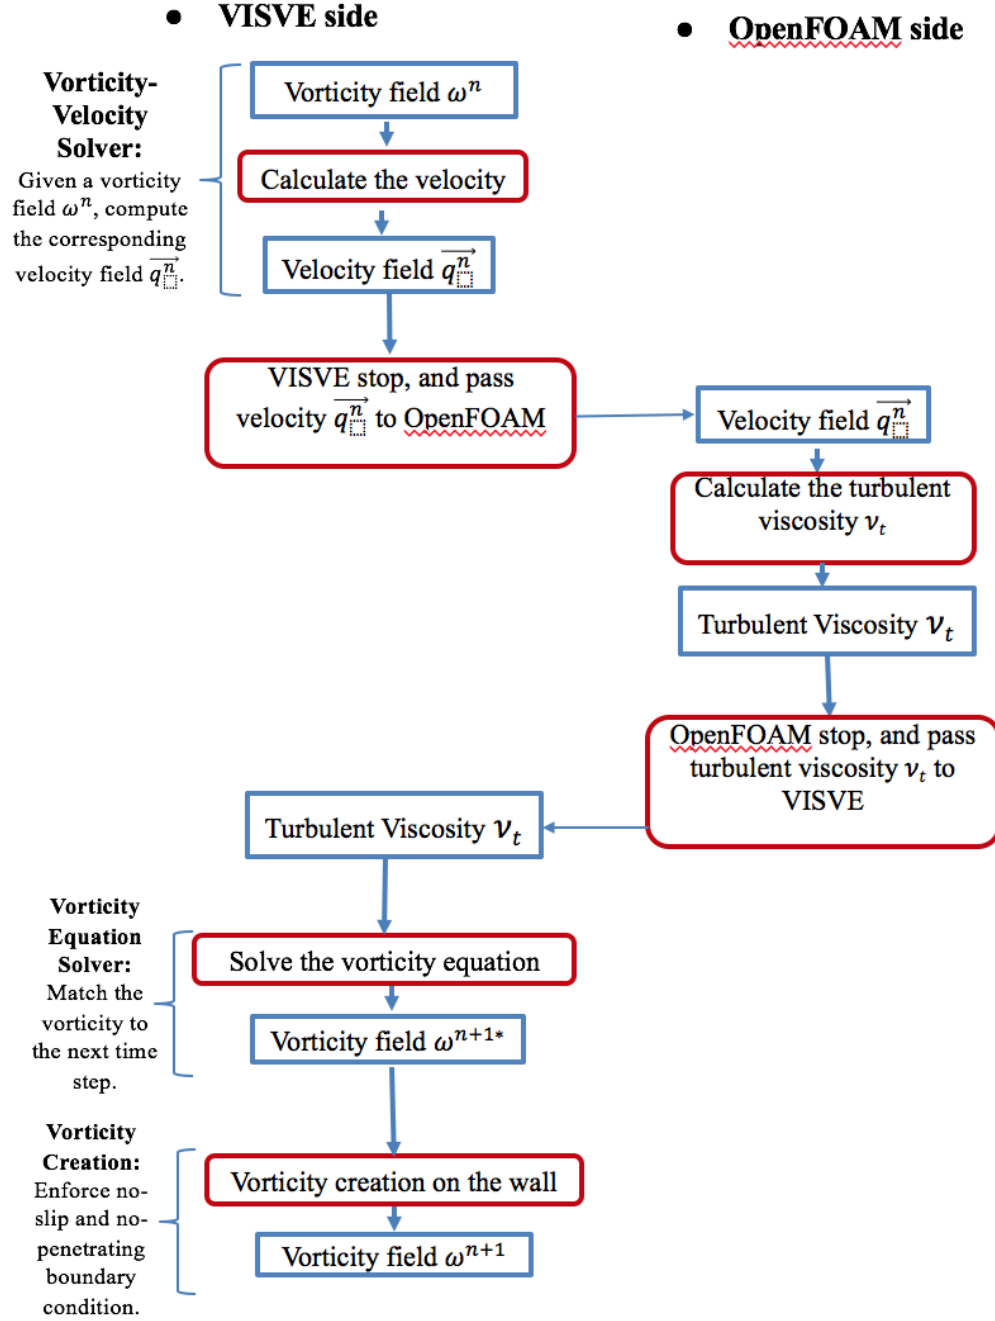 • VISVE side
• OpenFOAM side
Vorticity-
Velocity
Solver:
Given a vorticity
field ωⁿ, compute
the corresponding
velocity field qⁿ.
Vorticity field ωⁿ
Calculate the velocity
Velocity field qⁿ
VISVE stop, and pass
velocity qⁿ to OpenFOAM
Velocity field qⁿ
Calculate the turbulent
viscosity νₜ
Turbulent Viscosity νₜ
OpenFOAM stop, and pass
turbulent viscosity νₜ to
VISVE
Turbulent Viscosity νₜ
Vorticity
Equation
Solver:
Match the
vorticity to
the next time
step.
Solve the vorticity equation
Vorticity field ωⁿ⁺¹*
Vorticity
Creation:
Enforce no-
slip and no-
penetrating
boundary
condition.
Vorticity creation on the wall
Vorticity field ωⁿ⁺¹